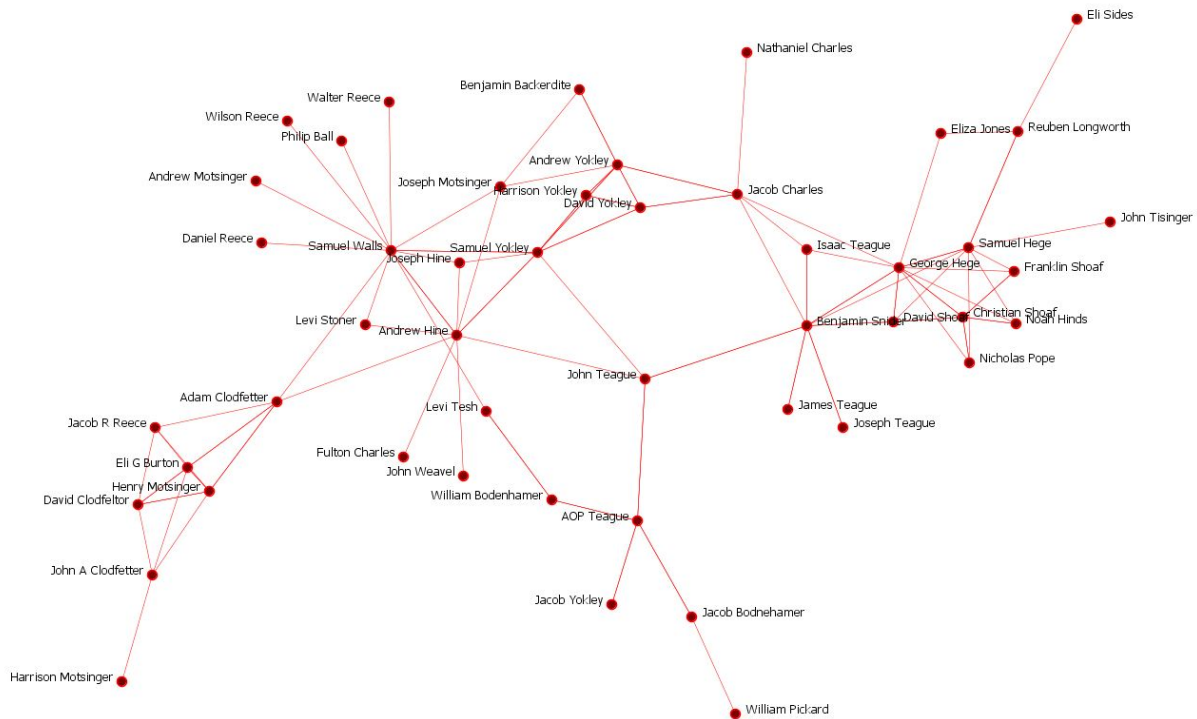 Eli Sides
Nathaniel Charles
Benjamin Backerdite
Walter Reece
Wilson Reece
Philip Ball
Eliza Jones
Reuben Longworth
Andrew Yokley
Andrew Motsinger
Joseph Motsinger
Harrison Yokley
Jacob Charles
David Yokley
John Tisinger
Daniel Reece
Samuel Walls
Samuel Yokley
Isaac Teague
Samuel Hege
Joseph Hine
George Hege
Franklin Shoaf
Levi Stoner
Andrew Hine
Benjamin Snider
David Shoaf
Christian Shoaf
Noah Hinds
Nicholas Pope
John Teague
Adam Clodfetter
Levi Tesh
James Teague
Jacob R Reece
Joseph Teague
Eli G Burton
Fulton Charles
John Weavel
Henry Motsinger
David Clodfeltor
William Bodenhamer
AOP Teague
John A Clodfetter
Jacob Yokley
Jacob Bodnehamer
Harrison Motsinger
William Pickard